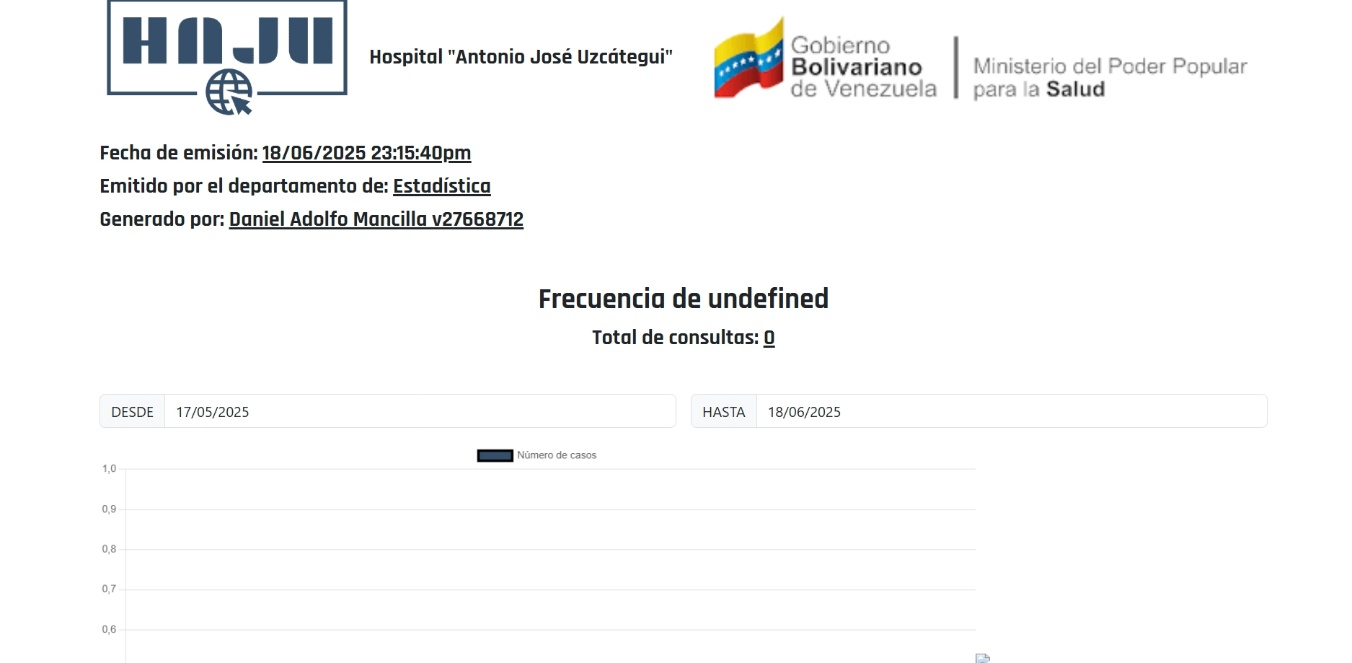 HAJU
Hospital "Antonio José Uzcátegui"
Gobierno
Bolivariano
de Venezuela
Ministerio del Poder Popular
para la Salud
Fecha de emisión: 18/06/2025 23:15:40pm
Emitido por el departamento de: Estadística
Generado por: Daniel Adolfo Mancilla v27668712
Frecuencia de undefined
Total de consultas: 0
DESDE 17/05/2025 HASTA 18/06/2025
Número de casos
1,0
0,9
0,8
0,7
0,6